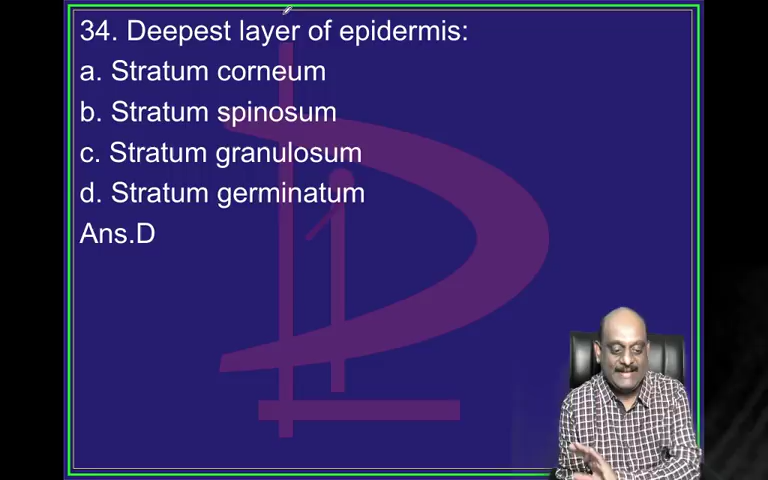 34. Deepest layer of epidermis:
a. Stratum corneum
b. Stratum spinosum
c. Stratum granulosum
d. Stratum germinatum
Ans.D